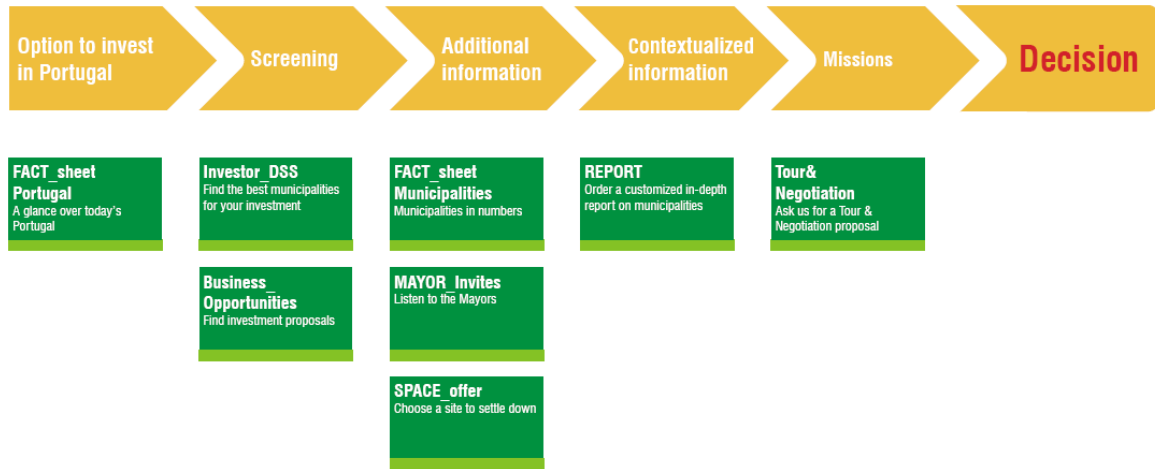 Option to invest
in Portugal
Screening
Additional
information
Contextualized
information
Missions
Decision
FACT_sheet
Portugal
A glance over today's
Portugal
Investor_DSS
Find the best municipalities
for your investment
Business_
Opportunities
Find investment proposals
FACT_sheet
Municipalities
Municipalities in numbers
MAYOR_Invites
Listen to the Mayors
SPACE_offer
Choose a site to settle down
REPORT
Order a customized in-depth
report on municipalities
Tour&
Negotiation
Ask us for a Tour &
Negotiation proposal